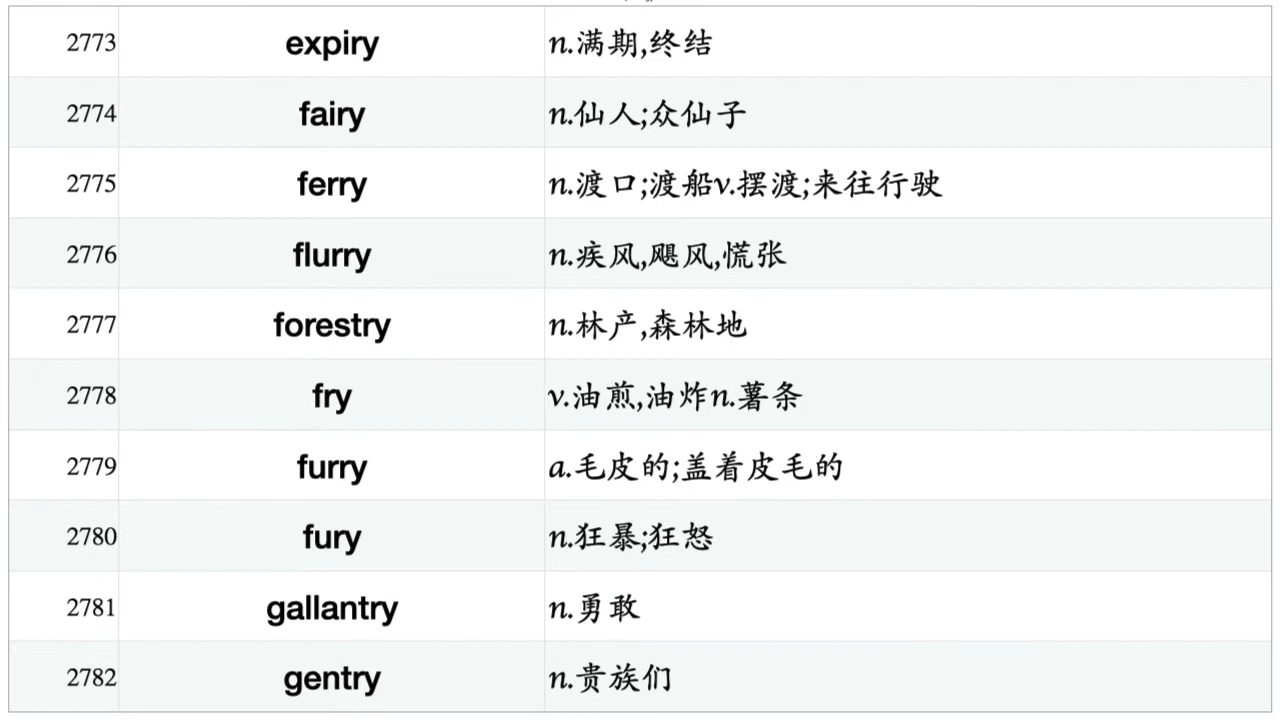 2773 expiry n.满期,终结
2774 fairy n.仙人;众仙子
2775 ferry n.渡口;渡船v.摆渡;来往行驶
2776 flurry n.疾风,飓风,慌张
2777 forestry n.林产,森林地
2778 fry v.油煎,油炸n.薯条
2779 furry a.毛皮的;盖着皮毛的
2780 fury n.狂暴;狂怒
2781 gallantry n.勇敢
2782 gentry n.贵族们